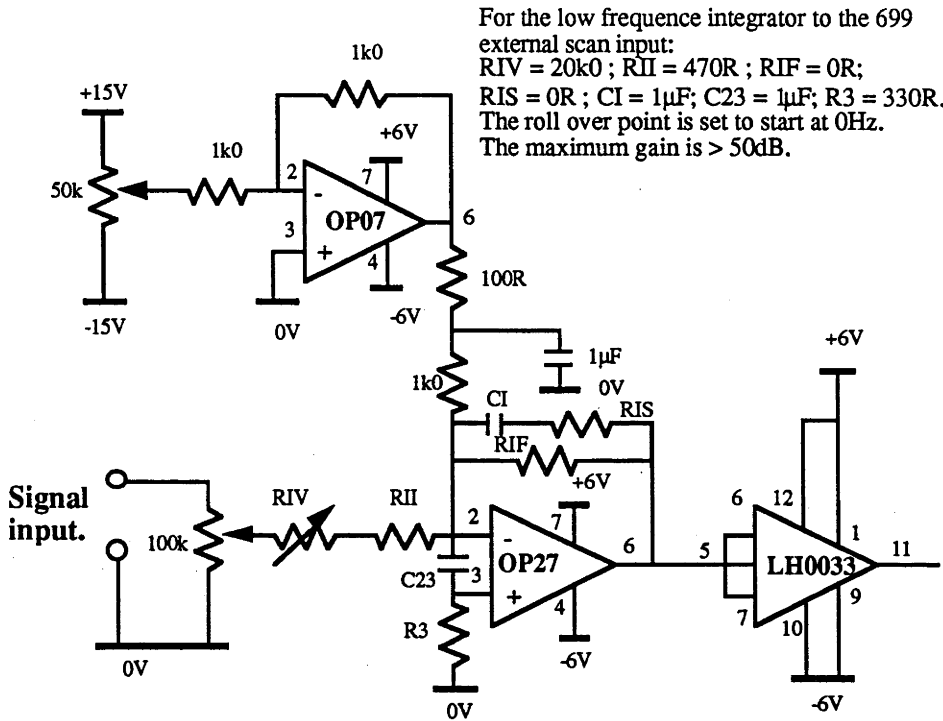 For the low frequence integrator to the 699
external scan input:
RIV = 20k0 ; RII = 470R ; RIF = 0R;
RIS = 0R ; CI = 1µF; C23 = 1µF; R3 = 330R.
The roll over point is set to start at 0Hz.
The maximum gain is > 50dB.
1k0
+15V
+6V
1k0
2
7
50k
-
OP07
6
3
+
4
100R
-15V
0V
-6V
+6V
1µF
1k0
0V
CI
RIS
RIF
+6V
Signal
input.
RIV
RII
2
7
6
12
-
100k
OP27
6
5
1
LH0033
11
C23
3
+
4
7
9
10
R3
0V
-6V
-6V
0V